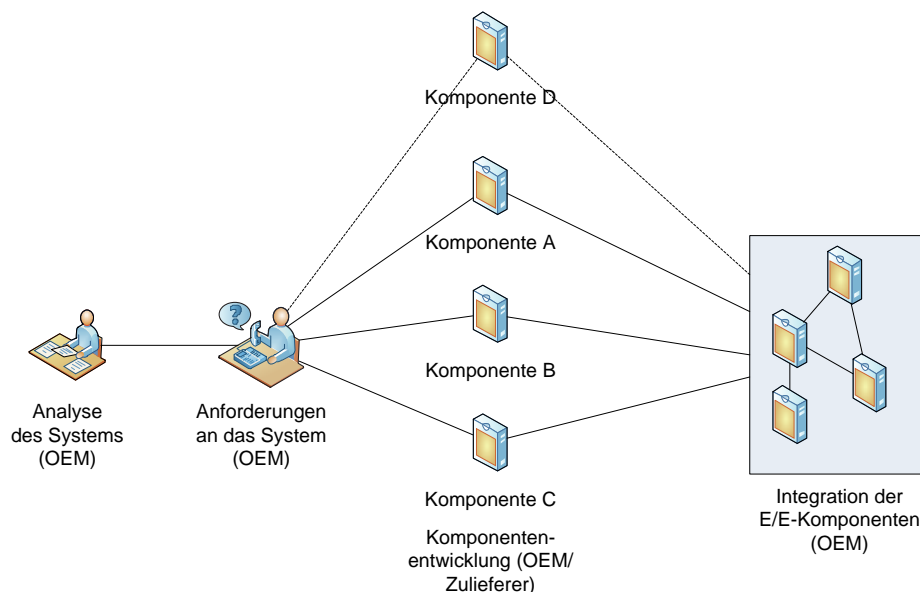 Komponente D
Komponente A
Komponente B
Komponente C
Analyse
des Systems
(OEM)
Anforderungen
an das System
(OEM)
Komponenten-
entwicklung (OEM/
Zulieferer)
Integration der
E/E-Komponenten
(OEM)
?